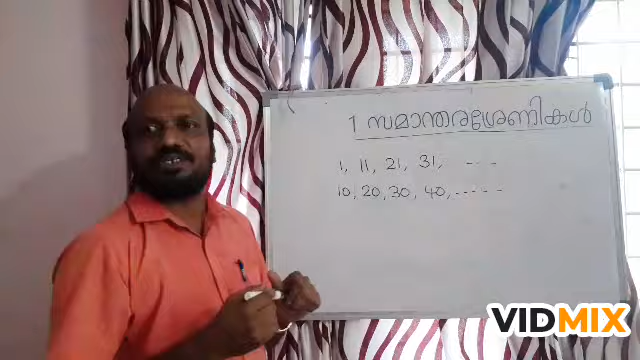 1 സമാന്തരശ്രേണികൾ
1, 11, 21, 31, - - -
10, 20, 30, 40, - - - - -
VIDMIX